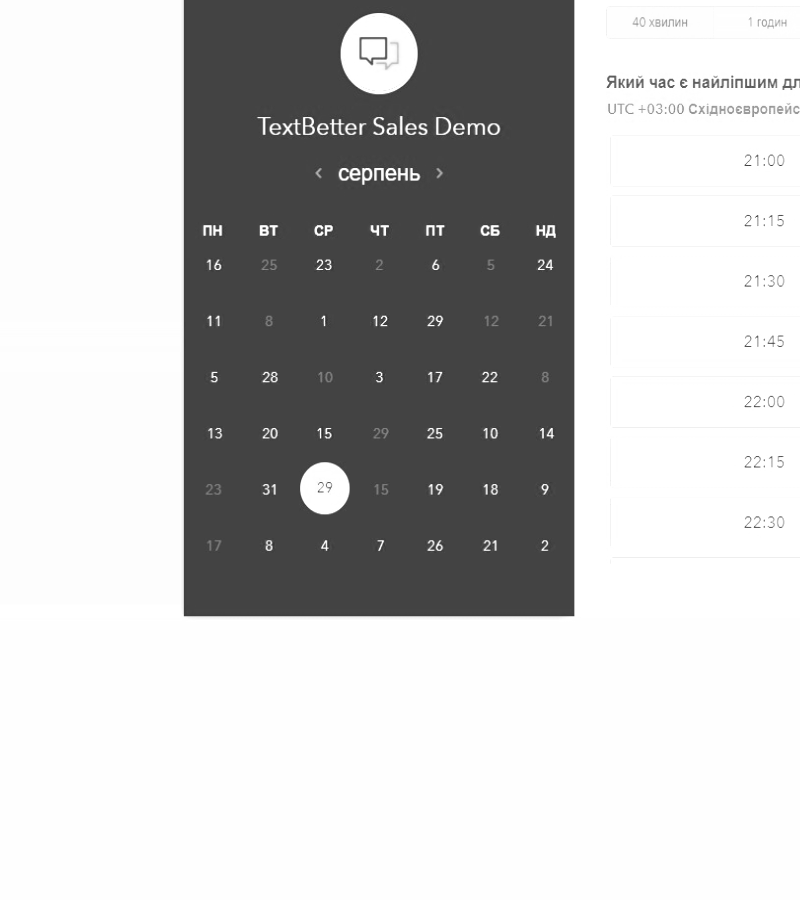 TextBetter Sales Demo
серпень
ПН ВТ СР ЧТ ПТ СБ НД
16 25 23 2 6 5 24
11 8 1 12 29 12 21
5 28 10 3 17 22 8
13 20 15 29 25 10 14
23 31 29 15 19 18 9
17 8 4 7 26 21 2
40 хвилин 1 годин
Який час є найліпшим дл
UTC +03:00 Східноєвропейс
21:00
21:15
21:30
21:45
22:00
22:15
22:30